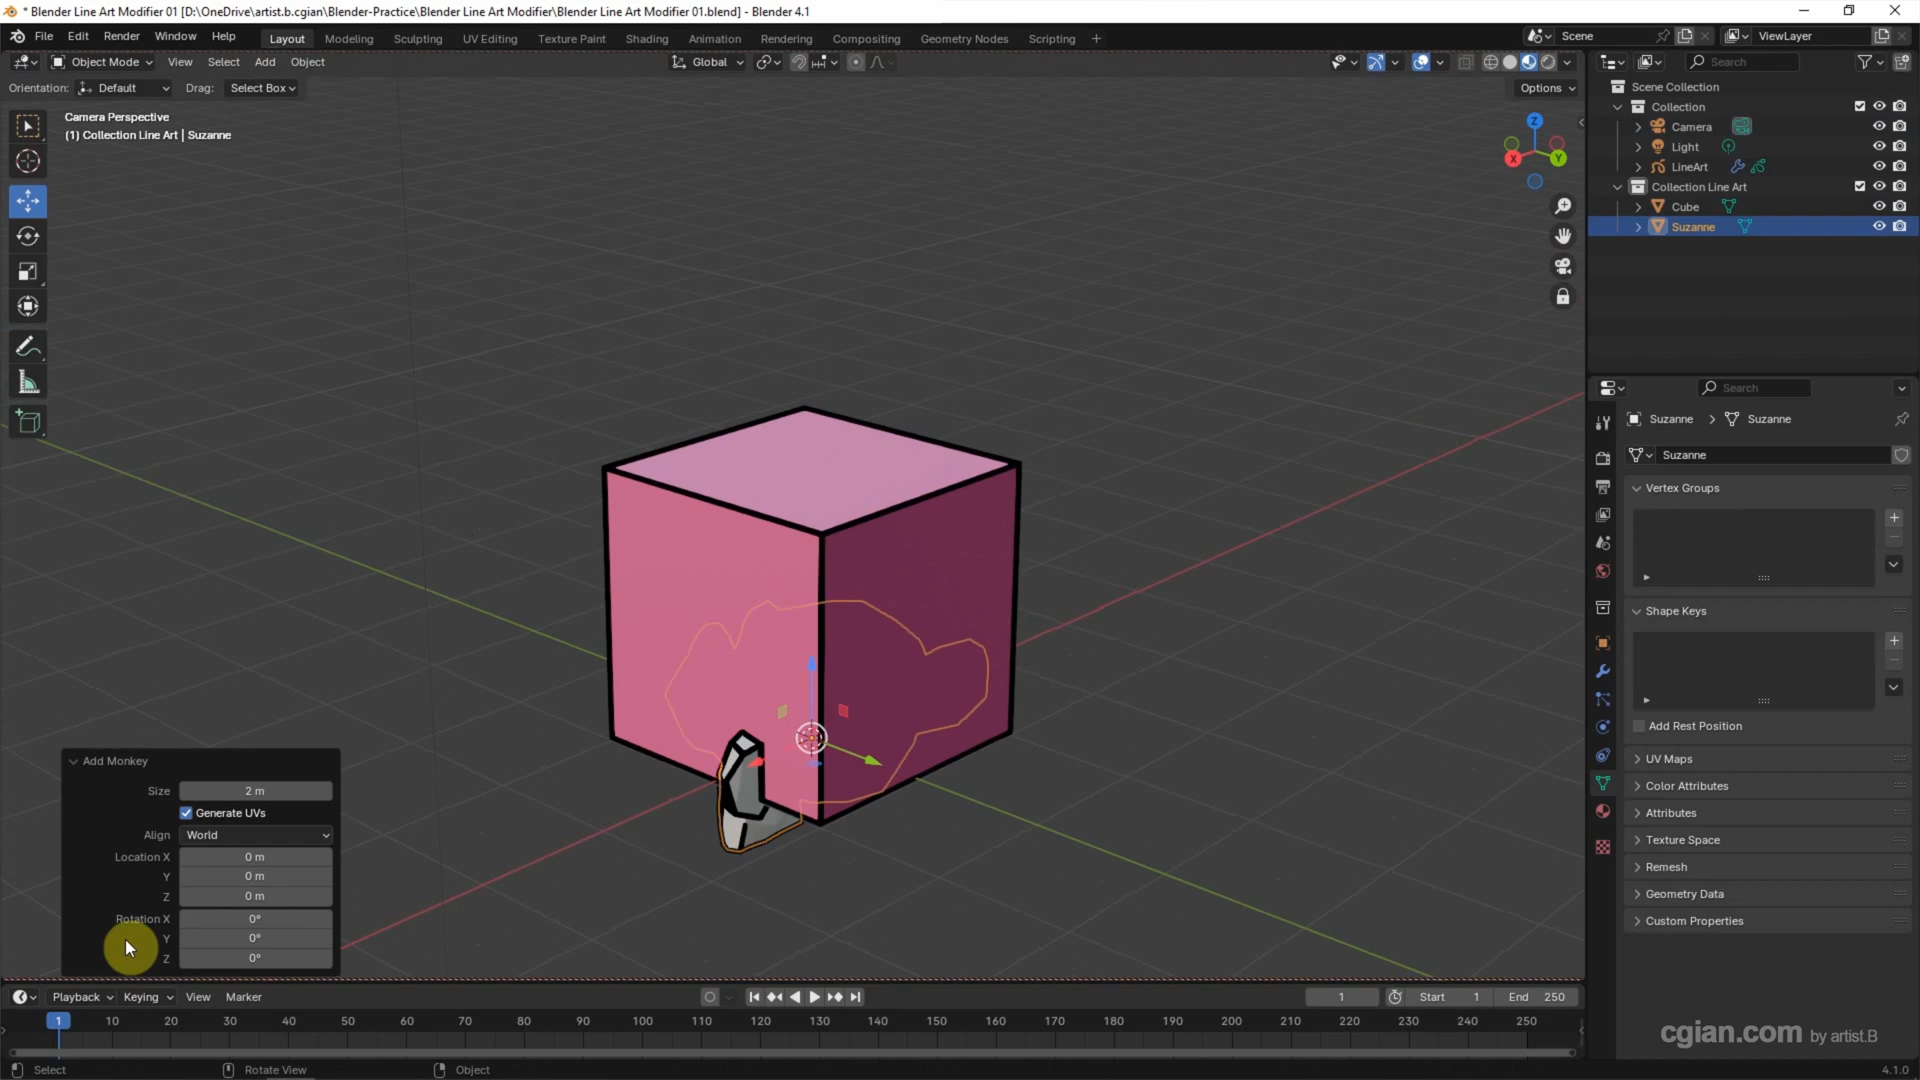 * Blender Line Art Modifier 01 [D:\OneDrive\artist.b.cgian\Blender-Practice\Blender Line Art Modifier\Blender Line Art Modifier 01.blend] - Blender 4.1
File Edit Render Window Help Layout Modeling Sculpting UV Editing Texture Paint Shading Animation Rendering Compositing Geometry Nodes Scripting + Scene ViewLayer
Object Mode View Select Add Object Global Search
Orientation: Default Drag: Select Box Options
Scene Collection
Camera Perspective
(1) Collection Line Art | Suzanne
Collection
Camera
Light
LineArt
Collection Line Art
Cube
Suzanne
Z
X
Y
Search
Suzanne > Suzanne
Suzanne
Vertex Groups
Shape Keys
Add Rest Position
UV Maps
Color Attributes
Attributes
Texture Space
Remesh
Geometry Data
Custom Properties
Add Monkey
Size 2 m
Generate UVs
Align World
Location X 0 m
Y 0 m
Z 0 m
Rotation X 0°
Y 0°
Z 0°
Playback Keying View Marker 1 Start 1 End 250
1 10 20 30 40 50 60 70 80 90 100 110 120 130 140 150 160 170 180 190 200 210 220 230 240 250
cgian.com by artist.B
Select Rotate View Object 4.1.0